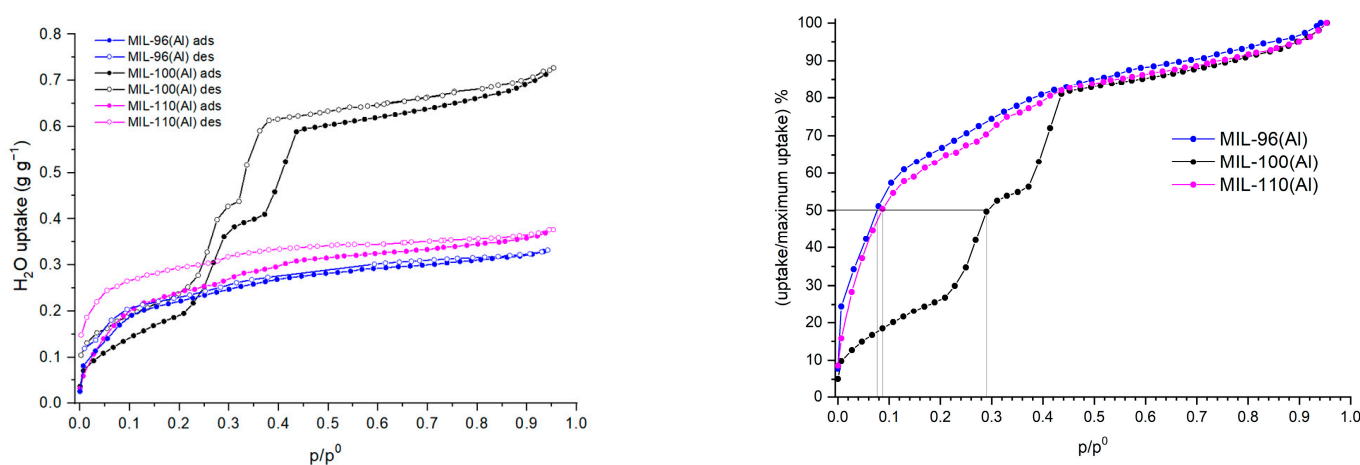 0.8
0.7
0.6
0.5
0.4
0.3
0.2
0.1
0.0
H₂O uptake (g g⁻¹)
MIL-96(Al) ads
MIL-96(Al) des
MIL-100(Al) ads
MIL-100(Al) des
MIL-110(Al) ads
MIL-110(Al) des
0.0 0.1 0.2 0.3 0.4 0.5 0.6 0.7 0.8 0.9 1.0
p/p⁰
100
90
80
70
60
50
40
30
20
10
0
(uptake/maximum uptake) %
MIL-96(Al)
MIL-100(Al)
MIL-110(Al)
0.0 0.1 0.2 0.3 0.4 0.5 0.6 0.7 0.8 0.9 1.0
p/p⁰